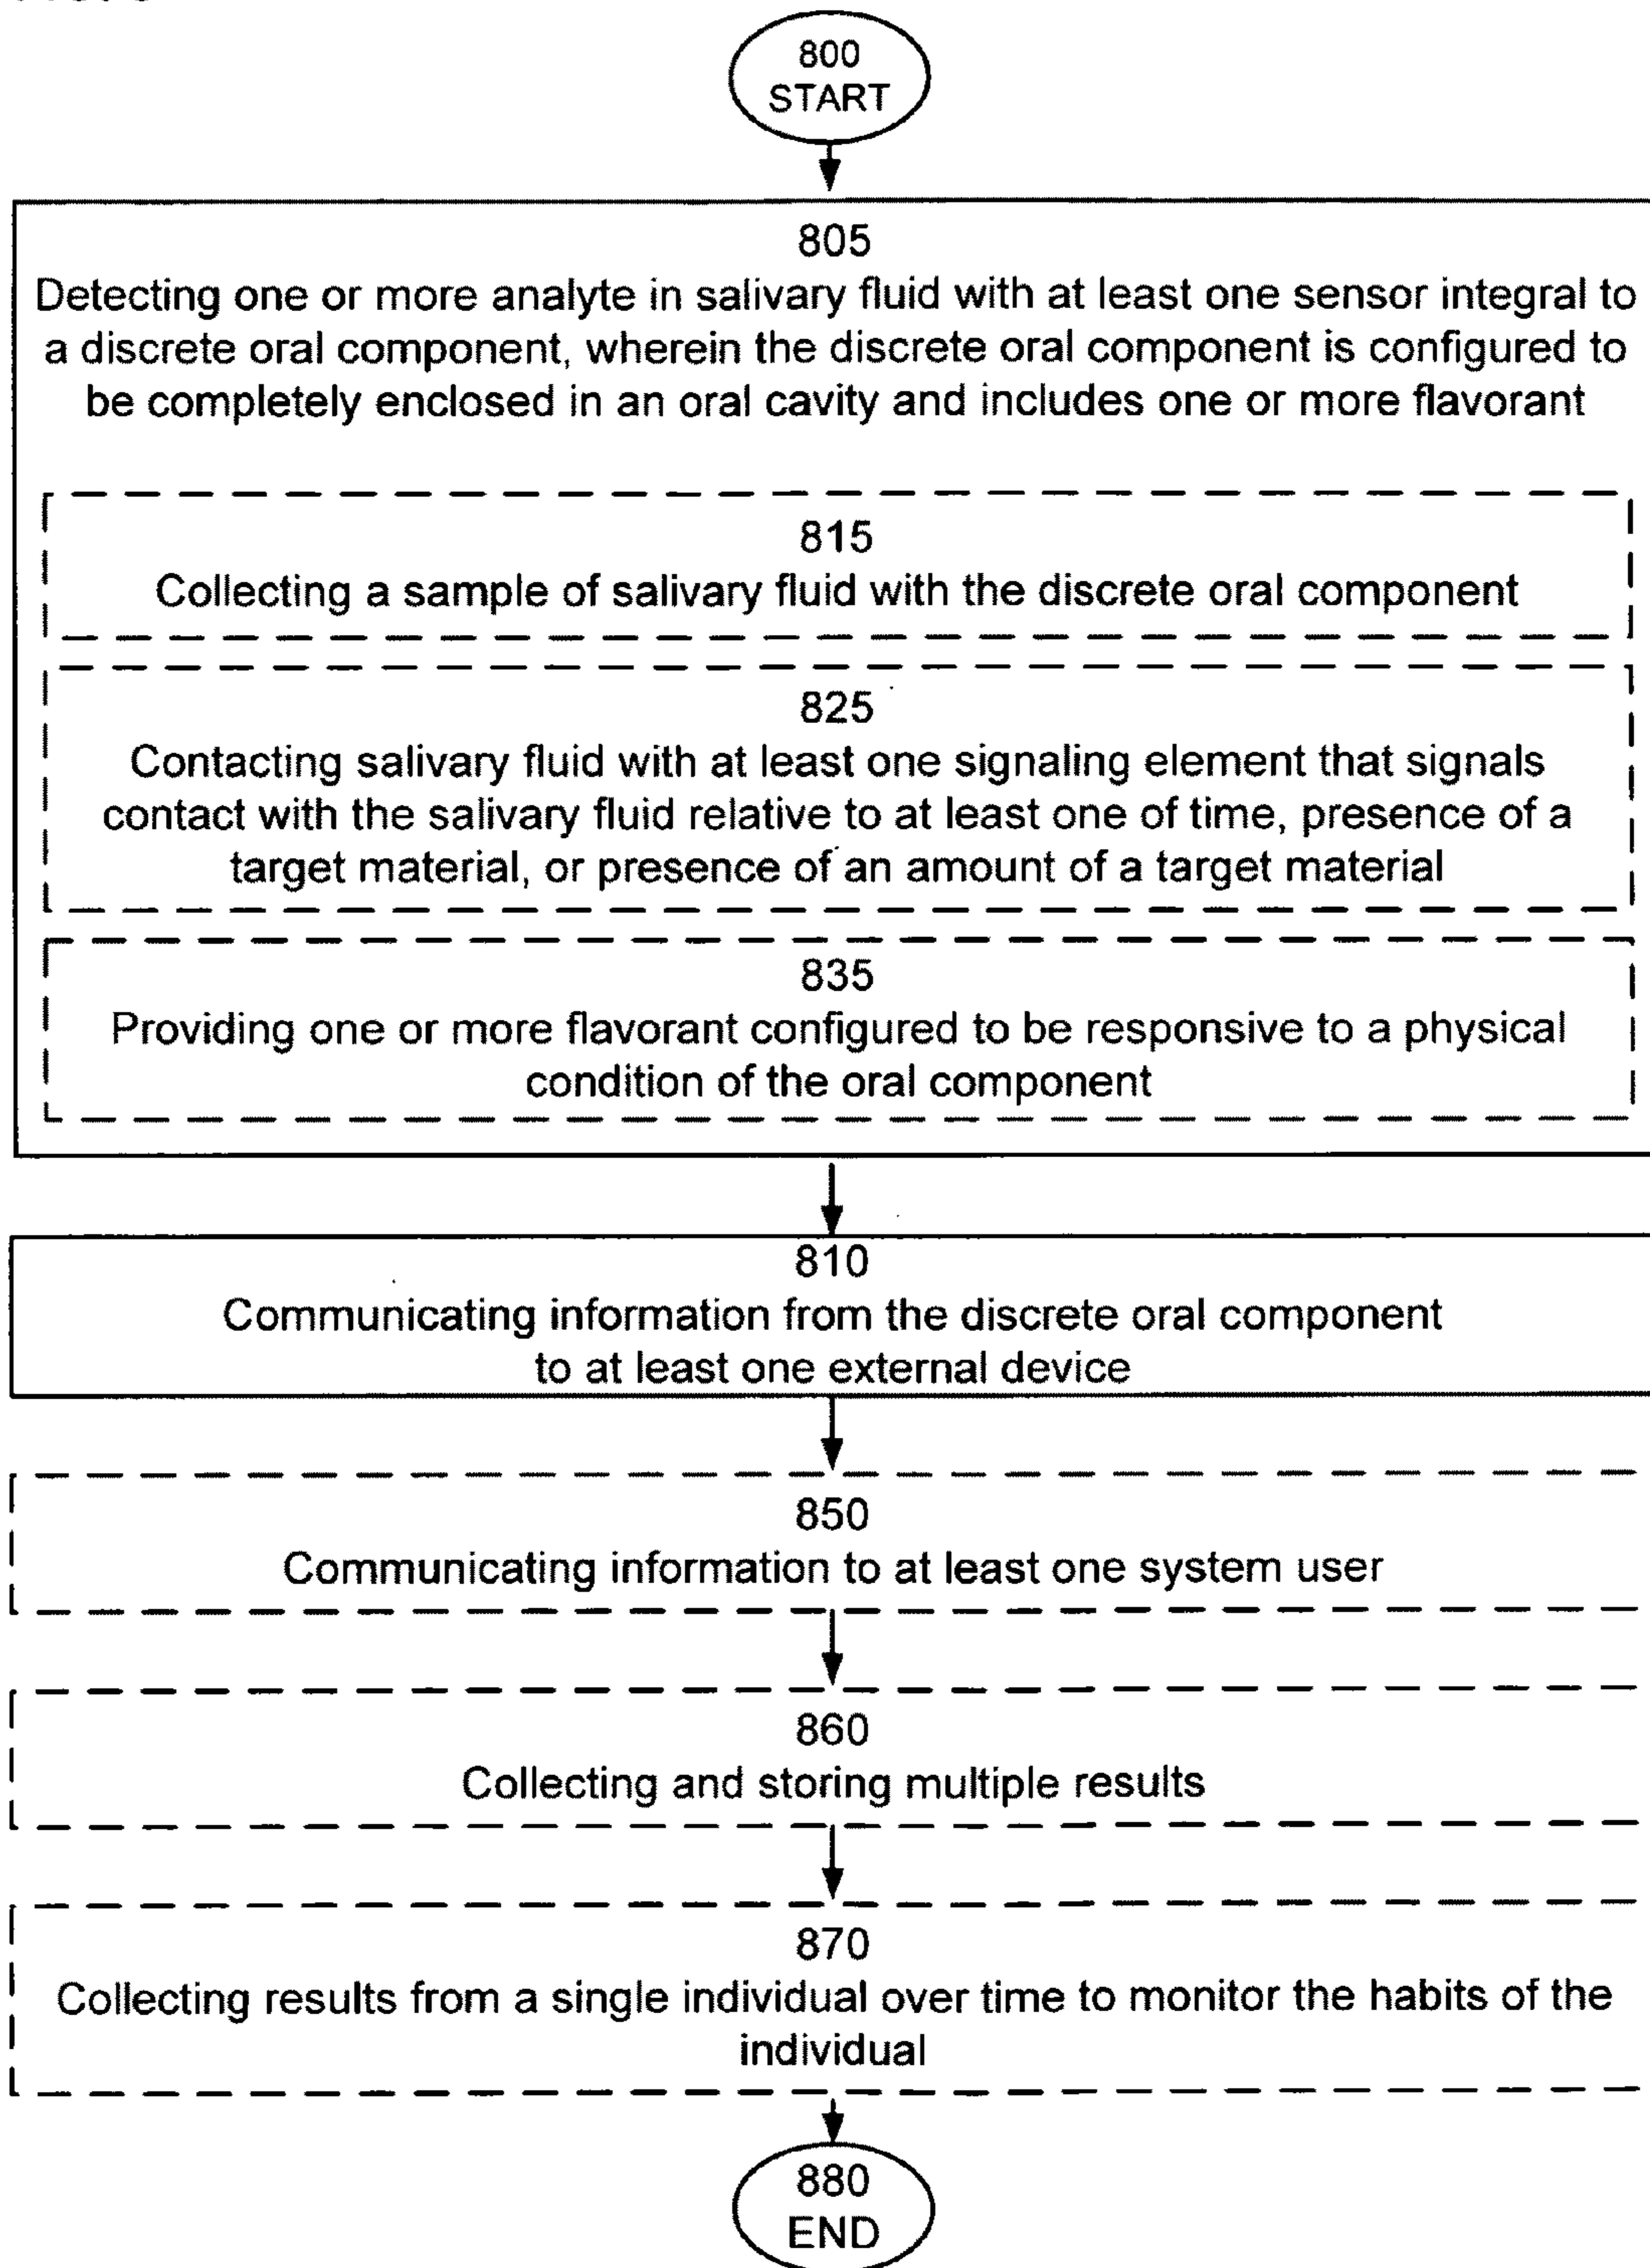 800
START
805
Detecting one or more analyte in salivary fluid with at least one sensor integral to
a discrete oral component, wherein the discrete oral component is configured to
be completely enclosed in an oral cavity and includes one or more flavorant
815
Collecting a sample of salivary fluid with the discrete oral component
825
Contacting salivary fluid with at least one signaling element that signals
contact with the salivary fluid relative to at least one of time, presence of a
target material, or presence of an amount of a target material
835
Providing one or more flavorant configured to be responsive to a physical
condition of the oral component
810
Communicating information from the discrete oral component
to at least one external device
850
Communicating information to at least one system user
860
Collecting and storing multiple results
870
Collecting results from a single individual over time to monitor the habits of the
individual
880
END